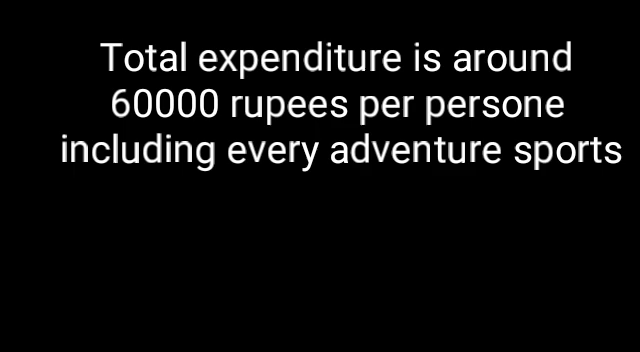 Total expenditure is around
60000 rupees per persone
including every adventure sports